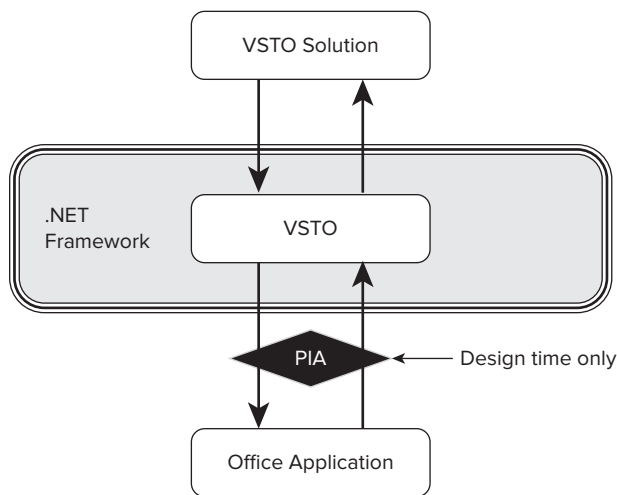 VSTO Solution
.NET
Framework
VSTO
PIA
Design time only
Office Application